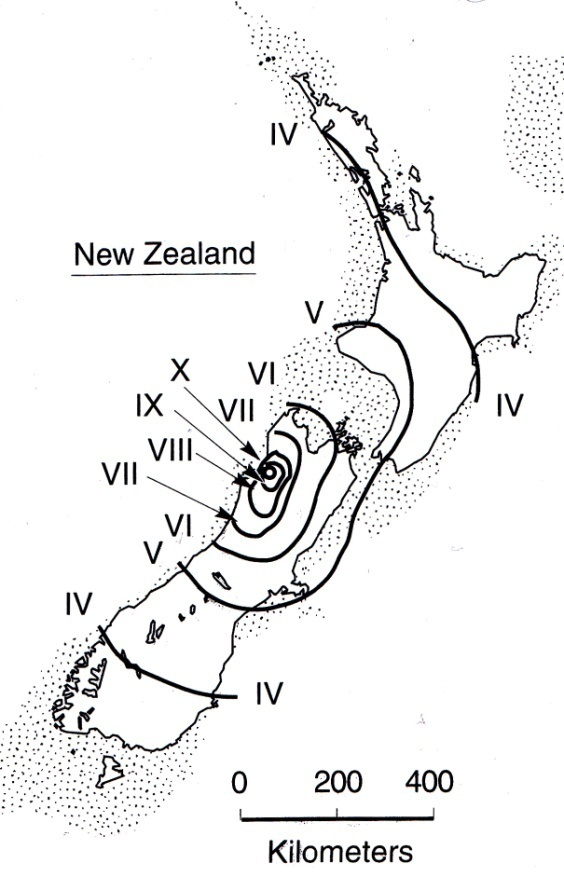 IV
New Zealand
V
X
VI
IX
VII
IV
VIII
VII
VI
V
IV
IV
0 200 400
Kilometers